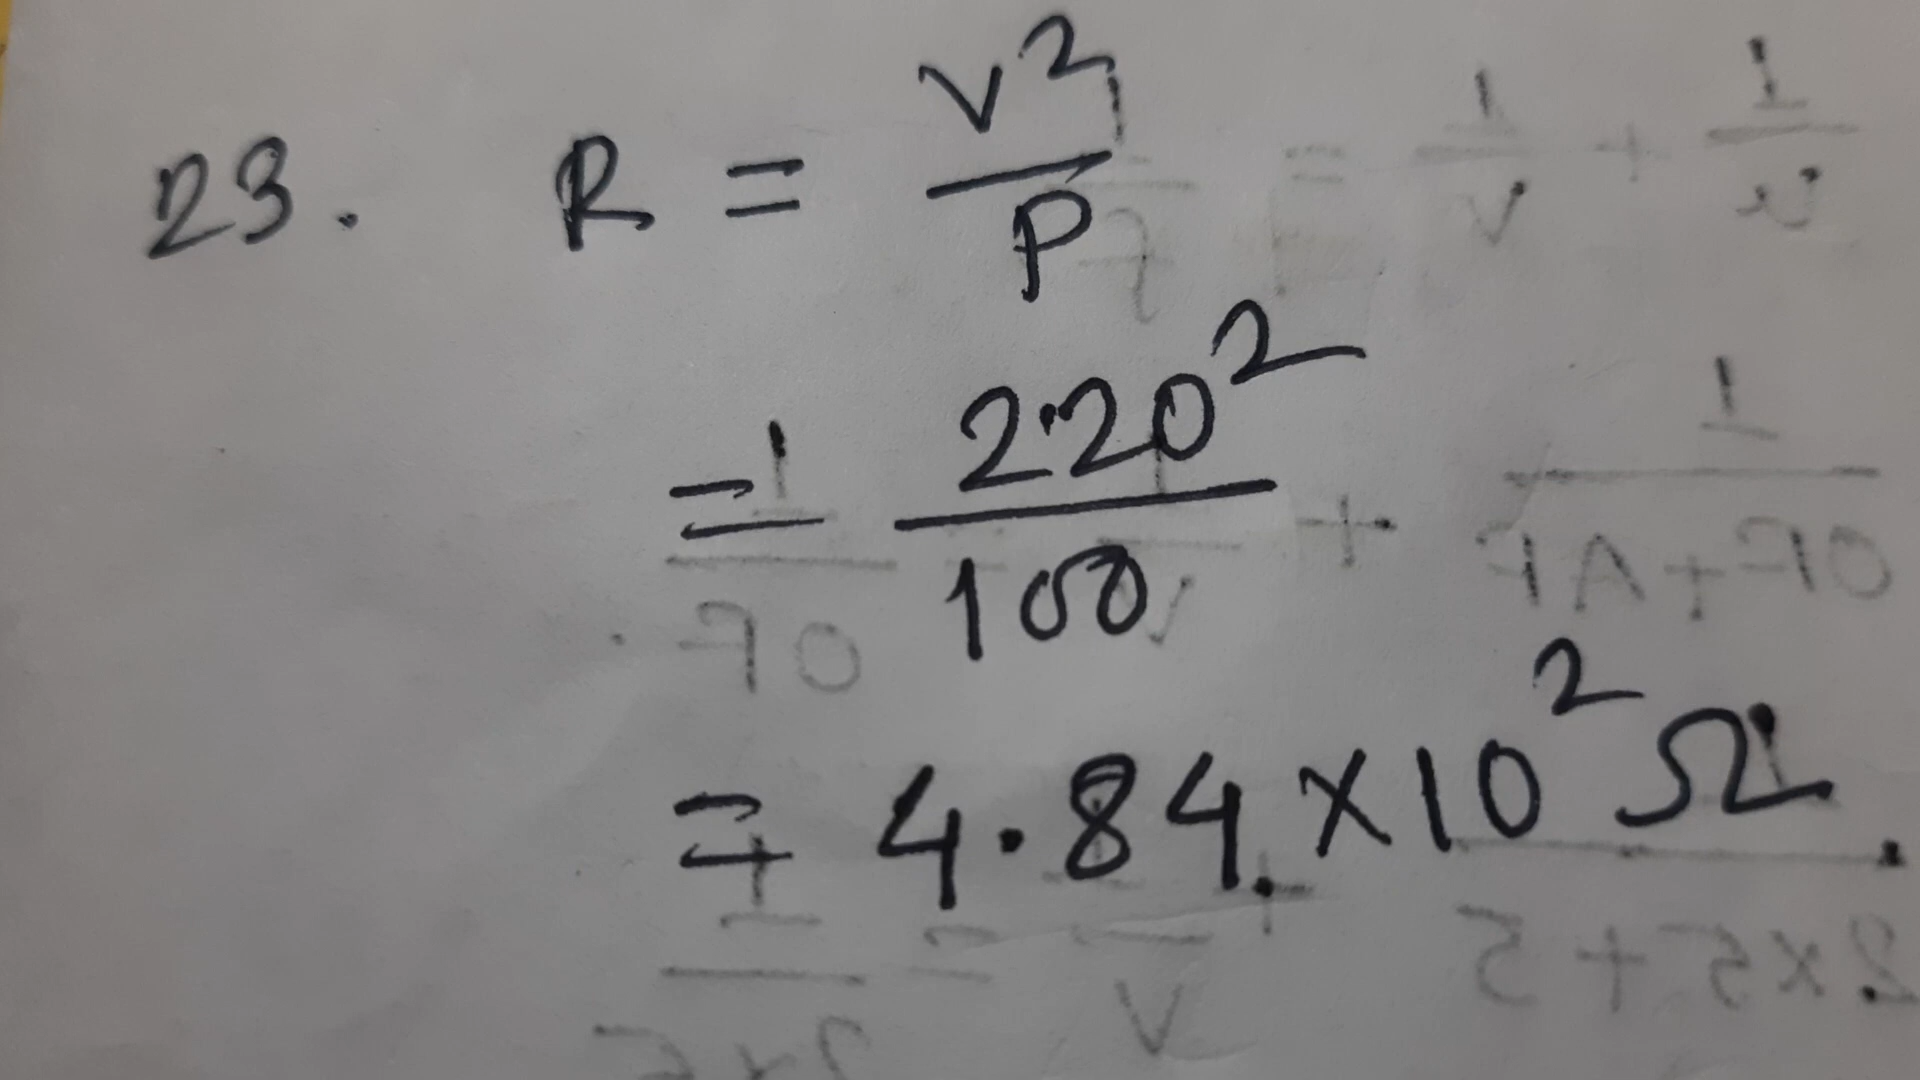 23. R = V²/P
= 220²/100
= 4.84 × 10² Ω.